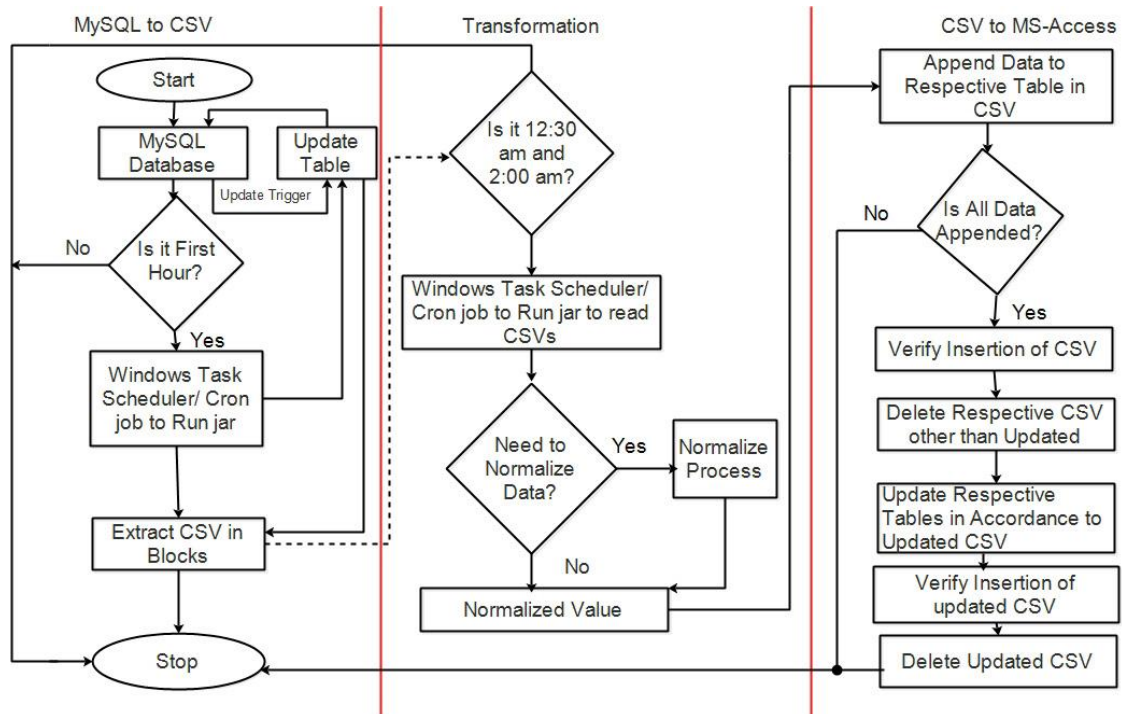 MySQL to CSV
Start
MySQL
Database
Update
Table
Update Trigger
Is it First
Hour?
No
Yes
Windows Task
Scheduler/ Cron
job to Run jar
Extract CSV in
Blocks
Stop
Transformation
Is it 12:30
am and
2:00 am?
Windows Task Scheduler/
Cron job to Run jar to read
CSVs
Need to
Normalize
Data?
Yes
Normalize
Process
No
Normalized Value
CSV to MS-Access
Append Data to
Respective Table in
CSV
Is All Data
Appended?
No
Yes
Verify Insertion of CSV
Delete Respective CSV
other than Updated
Update Respective
Tables in Accordance to
Updated CSV
Verify Insertion of
updated CSV
Delete Updated CSV